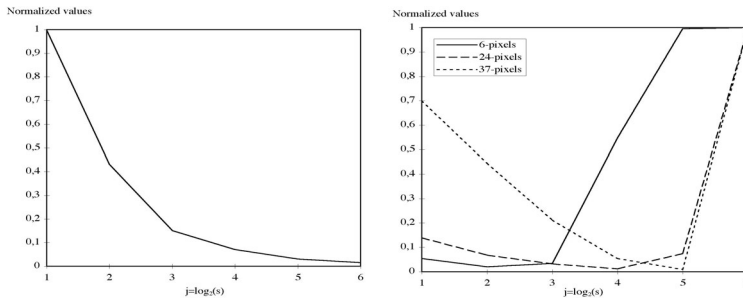 Normalized values
1
0,9
0,8
0,7
0,6
0,5
0,4
0,3
0,2
0,1
0
1 2 3 4 5 6
j=log₂(s)
Normalized values
1
0,9
0,8
0,7
0,6
0,5
0,4
0,3
0,2
0,1
0
6-pixels
24-pixels
37-pixels
1 2 3 4 5
j=log₂(s)